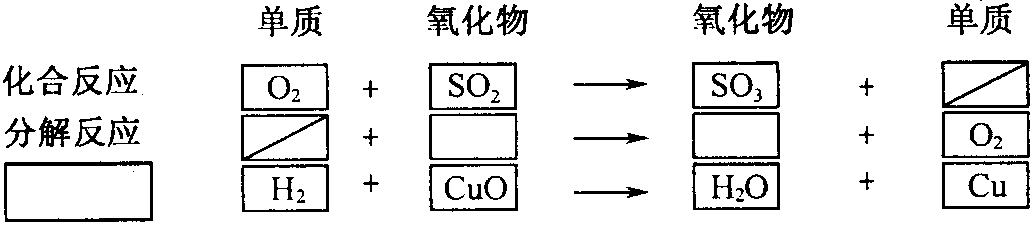 单质 氧化物 氧化物 单质
化合反应 O₂ + SO₂ → SO₃ +
分解反应 + → + O₂
H₂ + CuO → H₂O + Cu